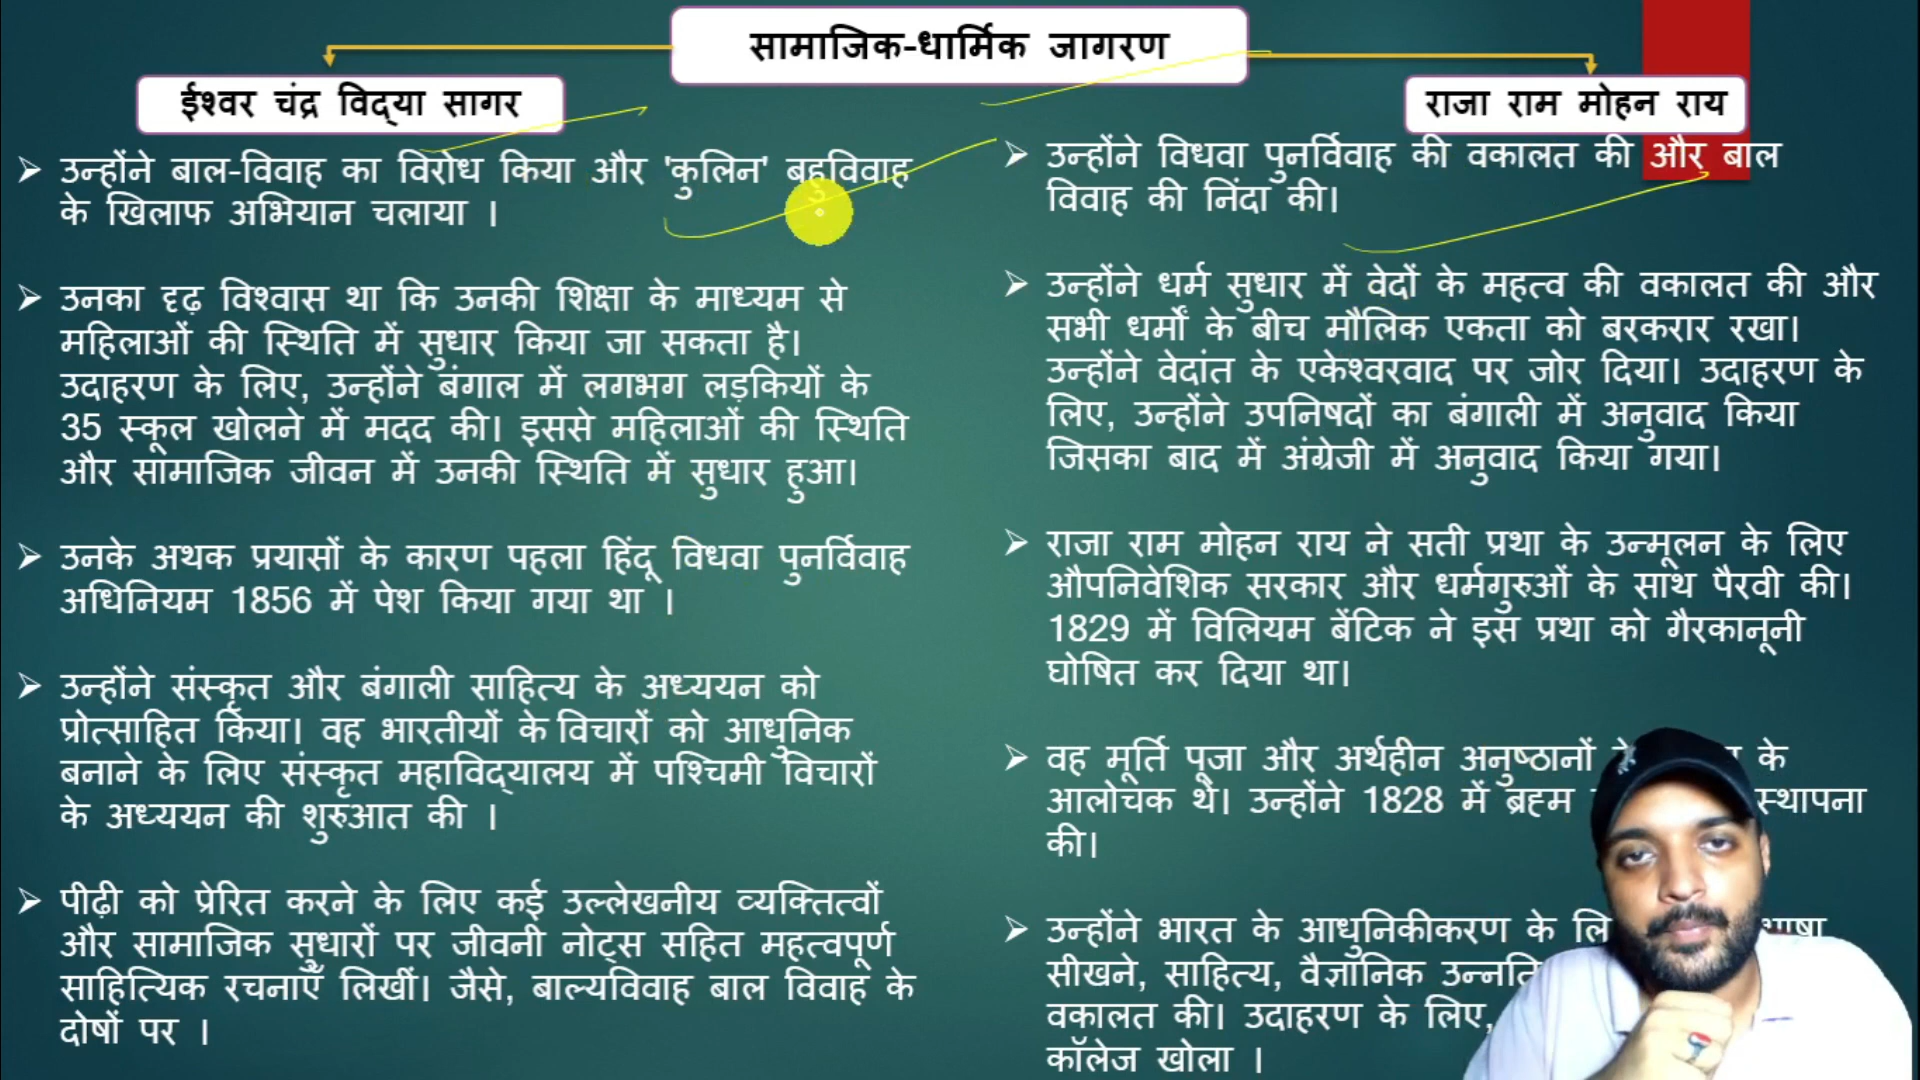 सामाजिक-धार्मिक जागरण
ईश्वर चंद्र विद्या सागर
उन्होंने बाल-विवाह का विरोध किया और 'कुलिन' बहुविवाह
के खिलाफ अभियान चलाया ।
उनका दृढ़ विश्वास था कि उनकी शिक्षा के माध्यम से
महिलाओं की स्थिति में सुधार किया जा सकता है।
उदाहरण के लिए, उन्होंने बंगाल में लगभग लड़कियों के
35 स्कूल खोलने में मदद की। इससे महिलाओं की स्थिति
और सामाजिक जीवन में उनकी स्थिति में सुधार हुआ।
उनके अथक प्रयासों के कारण पहला हिंदू विधवा पुनर्विवाह
अधिनियम 1856 में पेश किया गया था ।
उन्होंने संस्कृत और बंगाली साहित्य के अध्ययन को
प्रोत्साहित किया। वह भारतीयों के विचारों को आधुनिक
बनाने के लिए संस्कृत महाविद्यालय में पश्चिमी विचारों
के अध्ययन की शुरुआत की ।
पीढ़ी को प्रेरित करने के लिए कई उल्लेखनीय व्यक्तित्वों
और सामाजिक सुधारों पर जीवनी नोट्स सहित महत्वपूर्ण
साहित्यिक रचनाएँ लिखीं। जैसे, बाल्यविवाह बाल विवाह के
दोषों पर ।
राजा राम मोहन राय
उन्होंने विधवा पुनर्विवाह की वकालत की और बाल
विवाह की निंदा की।
उन्होंने धर्म सुधार में वेदों के महत्व की वकालत की और
सभी धर्मों के बीच मौलिक एकता को बरकरार रखा।
उन्होंने वेदांत के एकेश्वरवाद पर जोर दिया। उदाहरण के
लिए, उन्होंने उपनिषदों का बंगाली में अनुवाद किया
जिसका बाद में अंग्रेजी में अनुवाद किया गया।
राजा राम मोहन राय ने सती प्रथा के उन्मूलन के लिए
औपनिवेशिक सरकार और धर्मगुरुओं के साथ पैरवी की।
1829 में विलियम बेंटिक ने इस प्रथा को गैरकानूनी
घोषित कर दिया था।
वह मूर्ति पूजा और अर्थहीन अनुष्ठानों के
आलोचक थे। उन्होंने 1828 में ब्रह्म स्थापना
की।
उन्होंने भारत के आधुनिकीकरण के भाषा
सीखने, साहित्य, वैज्ञानिक
वकालत की। उदाहरण के लिए,
कॉलेज खोला ।